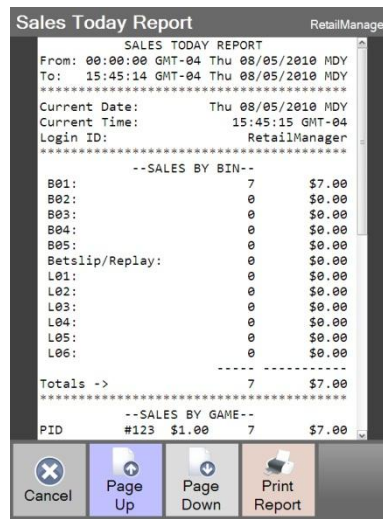 Sales Today Report RetailManage
SALES TODAY REPORT
From: 00:00:00 GMT-04 Thu 08/05/2010 MDY
To: 15:45:14 GMT-04 Thu 08/05/2010 MDY
****************************************
Current Date: Thu 08/05/2010 MDY
Current Time: 15:45:15 GMT-04
Login ID: RetailManager
****************************************
--SALES BY BIN--
B01: 7 $7.00
B02: 0 $0.00
B03: 0 $0.00
B04: 0 $0.00
B05: 0 $0.00
Betslip/Replay: 0 $0.00
L01: 0 $0.00
L02: 0 $0.00
L03: 0 $0.00
L04: 0 $0.00
L05: 0 $0.00
L06: 0 $0.00
----- -----------
Totals -> 7 $7.00
****************************************
--SALES BY GAME--
PID #123 $1.00 7 $7.00
Cancel
Page
Up
Page
Down
Print
Report